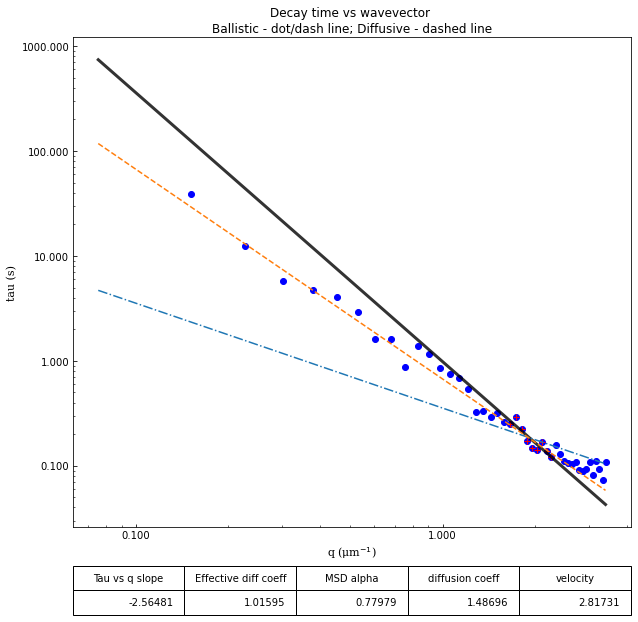 Decay time vs wavevector
Ballistic - dot/dash line; Diffusive - dashed line
1000.000
100.000
10.000
1.000
0.100
tau (s)
0.100 1.000
q (μm⁻¹)
Tau vs q slope Effective diff coeff MSD alpha diffusion coeff velocity
-2.56481 1.01595 0.77979 1.48696 2.81731